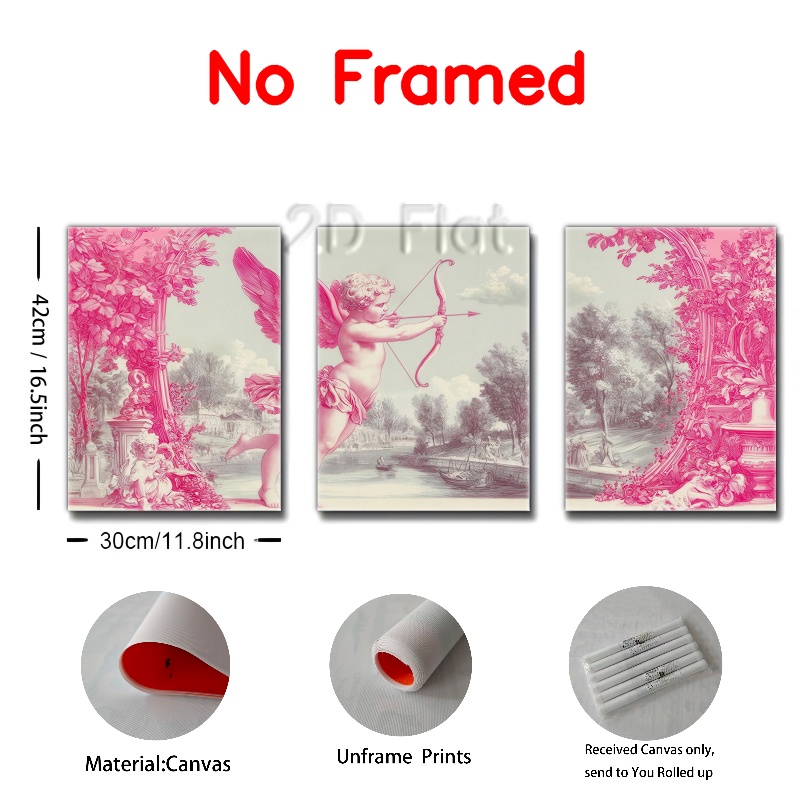 No Framed
2D Flat
42cm / 16.5inch
30cm/11.8inch
Material:Canvas
Unframe Prints
Received Canvas only,
send to You Rolled up